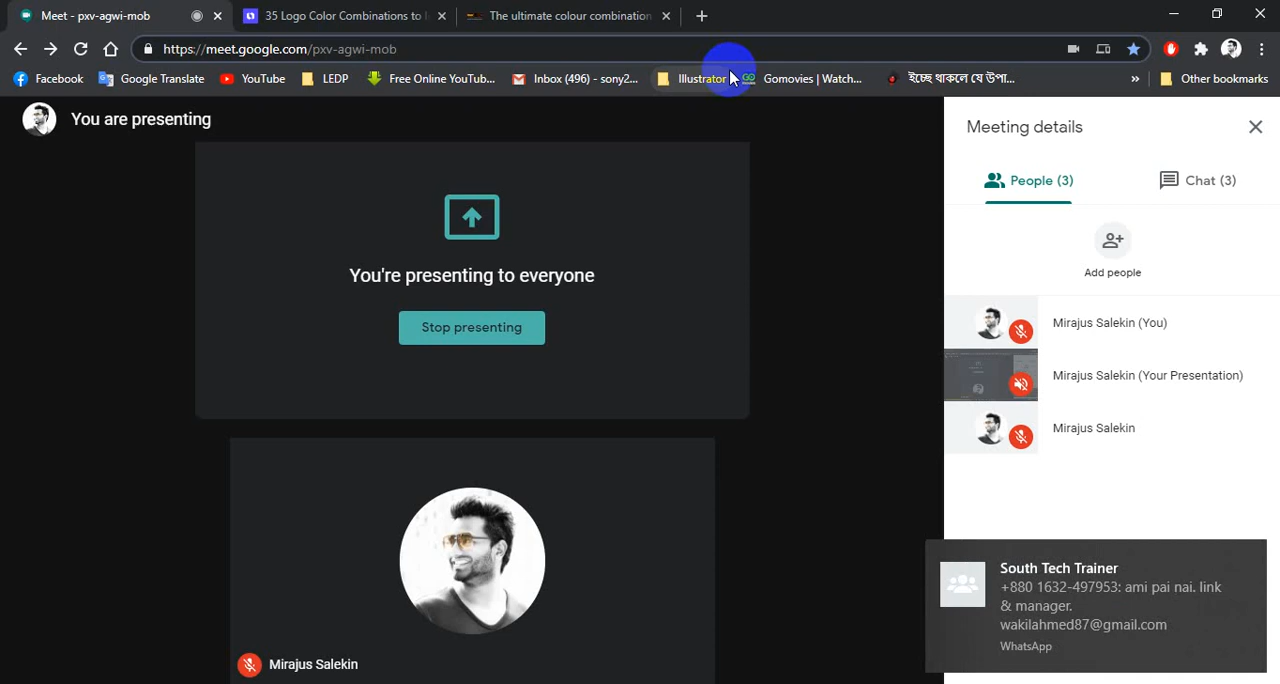 Meet - pxv-agwi-mob
35 Logo Color Combinations to I
The ultimate colour combination
https://meet.google.com/pxv-agwi-mob
Facebook
Google Translate
YouTube
LEDP
Free Online YouTub...
Inbox (496) - sony2...
Illustrator
Gomovies | Watch...
ইচ্ছে থাকলে যে উপা...
Other bookmarks
You are presenting
You're presenting to everyone
Stop presenting
Mirajus Salekin
Meeting details
People (3)
Chat (3)
Add people
Mirajus Salekin (You)
Mirajus Salekin (Your Presentation)
Mirajus Salekin
South Tech Trainer
+880 1632-497953: ami pai nai. link
& manager.
wakilahmed87@gmail.com
WhatsApp